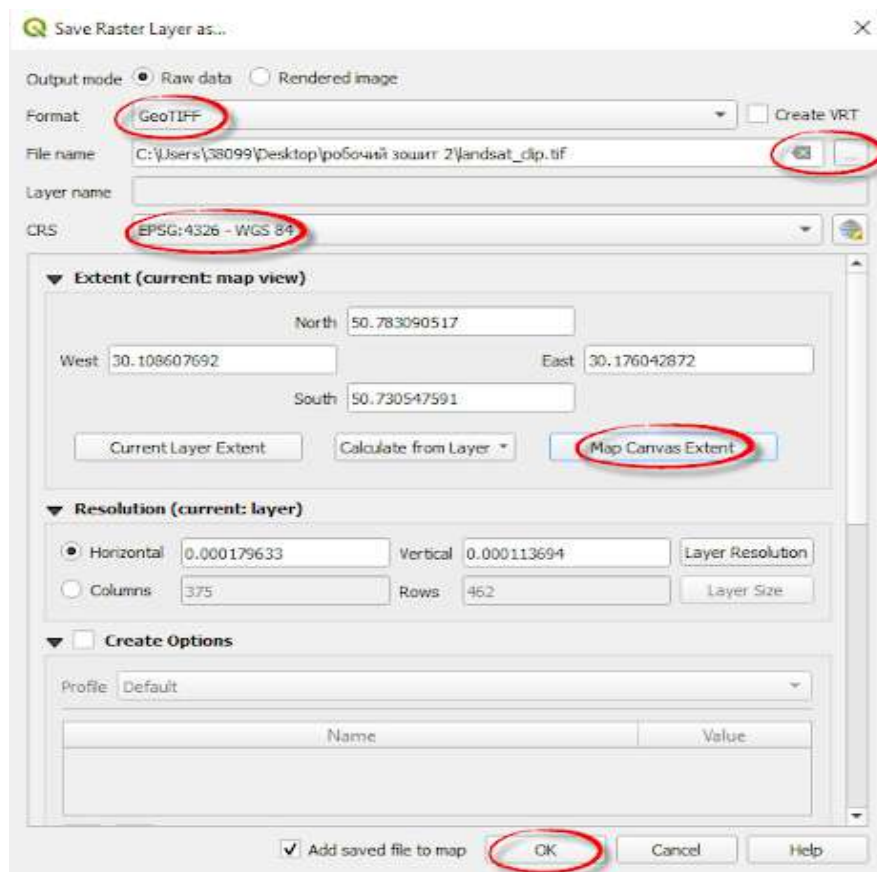 Save Raster Layer as...
Output mode Raw data Rendered image
Format GeoTIFF Create VRT
File name C:\Users\38099\Desktop\робочий зошит 2\landsat_clip.tif ...
Layer name
CRS EPSG:4326 - WGS 84
Extent (current: map view)
North 50.783090517
West 30.108607692 East 30.176042872
South 50.730547591
Current Layer Extent Calculate from Layer Map Canvas Extent
Resolution (current: layer)
Horizontal 0.000179633 Vertical 0.000113694 Layer Resolution
Columns 375 Rows 462 Layer Size
Create Options
Profile Default
Name Value
Add saved file to map OK Cancel Help